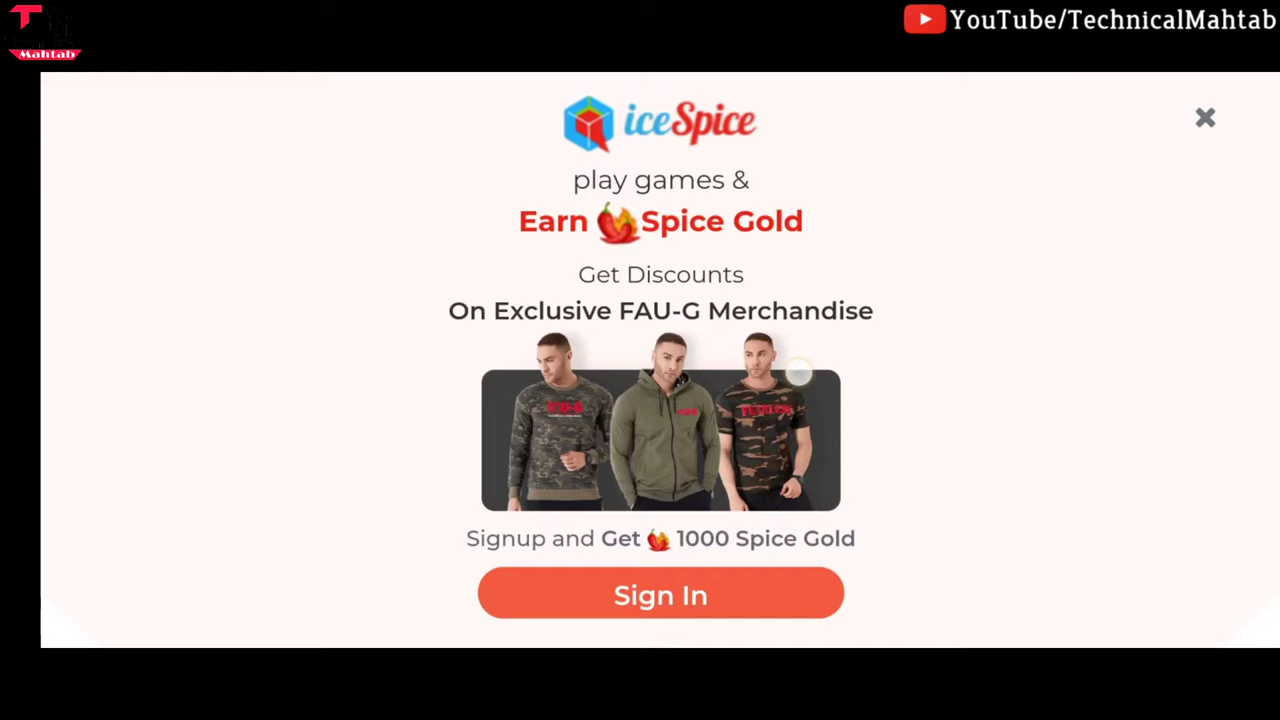 T
Mahtab
YouTube/TechnicalMahtab
iceSpice
play games &
Earn Spice Gold
Get Discounts
On Exclusive FAU-G Merchandise
Signup and Get 1000 Spice Gold
Sign In